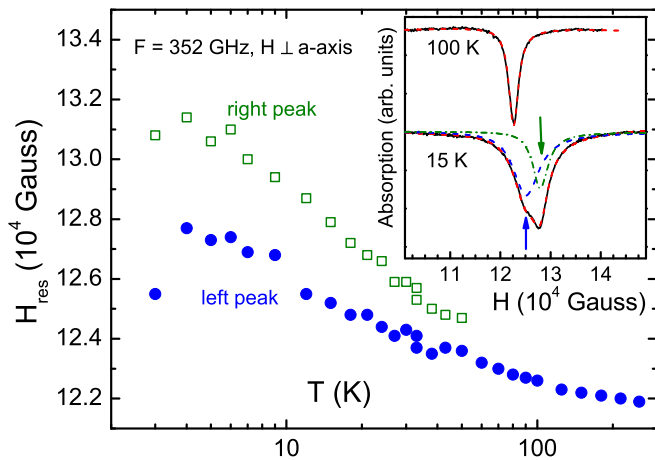 13.4
13.2
13.0
12.8
12.6
12.4
12.2
H_res (10^4 Gauss)
F = 352 GHz, H ⊥ a-axis
right peak
left peak
T (K)
10
100
Absorption (arb. units)
100 K
15 K
11
12
13
14
H (10^4 Gauss)